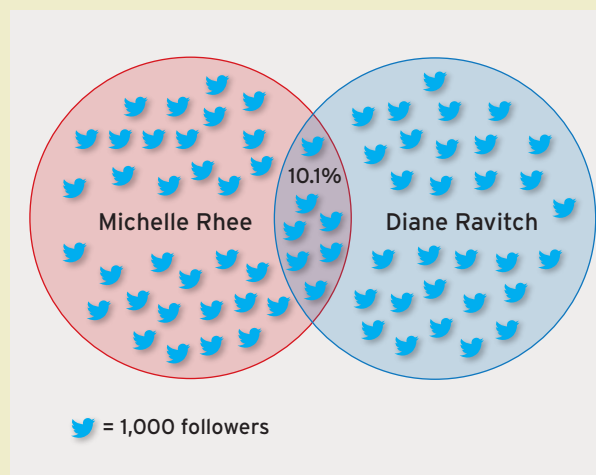 10.1%
Michelle Rhee
Diane Ravitch
= 1,000 followers